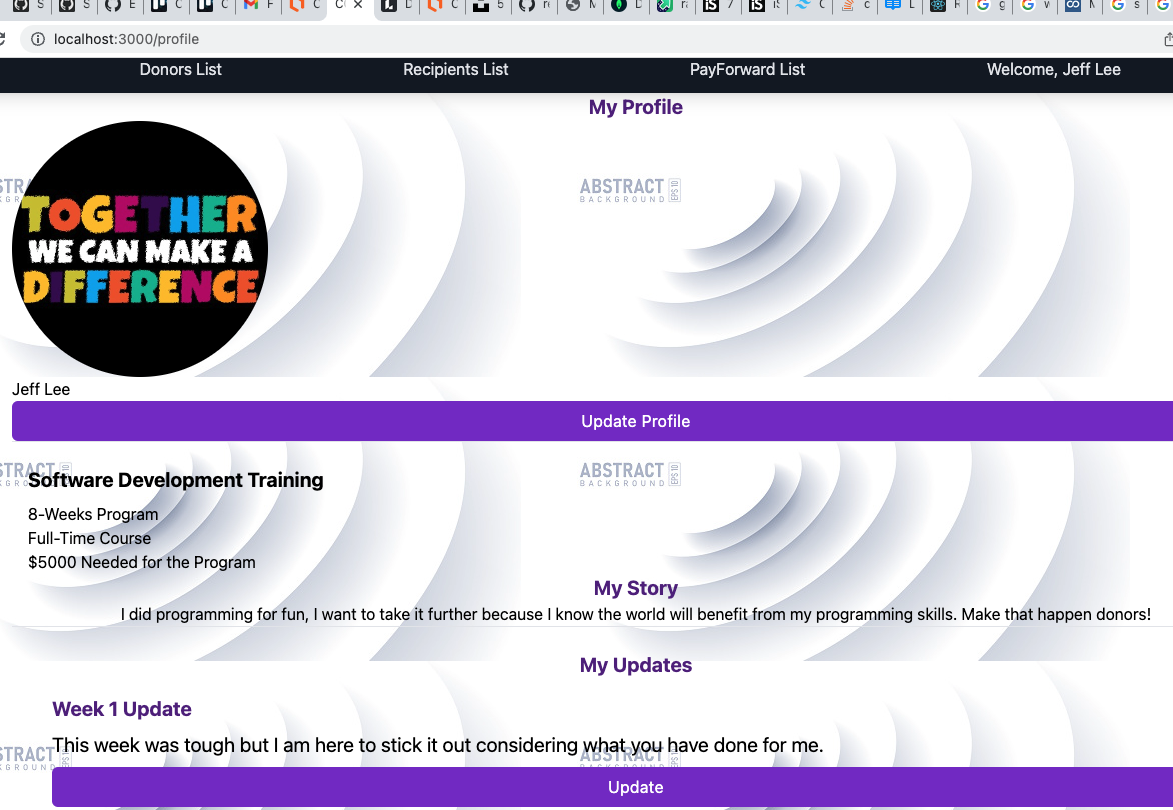 localhost:3000/profile
Donors List Recipients List PayForward List Welcome, Jeff Lee
My Profile
ABSTRACT
BACKGROUND
EPS 10
TOGETHER
WE CAN MAKE A
DIFFERENCE
Jeff Lee
Update Profile
ABSTRACT
BACKGROUND
EPS 10
Software Development Training
8-Weeks Program
Full-Time Course
$5000 Needed for the Program
My Story
I did programming for fun, I want to take it further because I know the world will benefit from my programming skills. Make that happen donors!
My Updates
Week 1 Update
This week was tough but I am here to stick it out considering what you have done for me.
ABSTRACT
BACKGROUND
Update